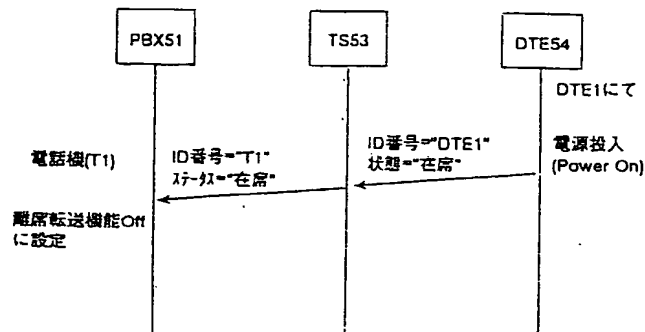 PBX51
TS53
DTE54
DTE1にて
電話機(T1)
ID番号="T1"
ステータス="在席"
ID番号="DTE1"
状態="在席"
電源投入
(Power On)
離席転送機能Off
に設定